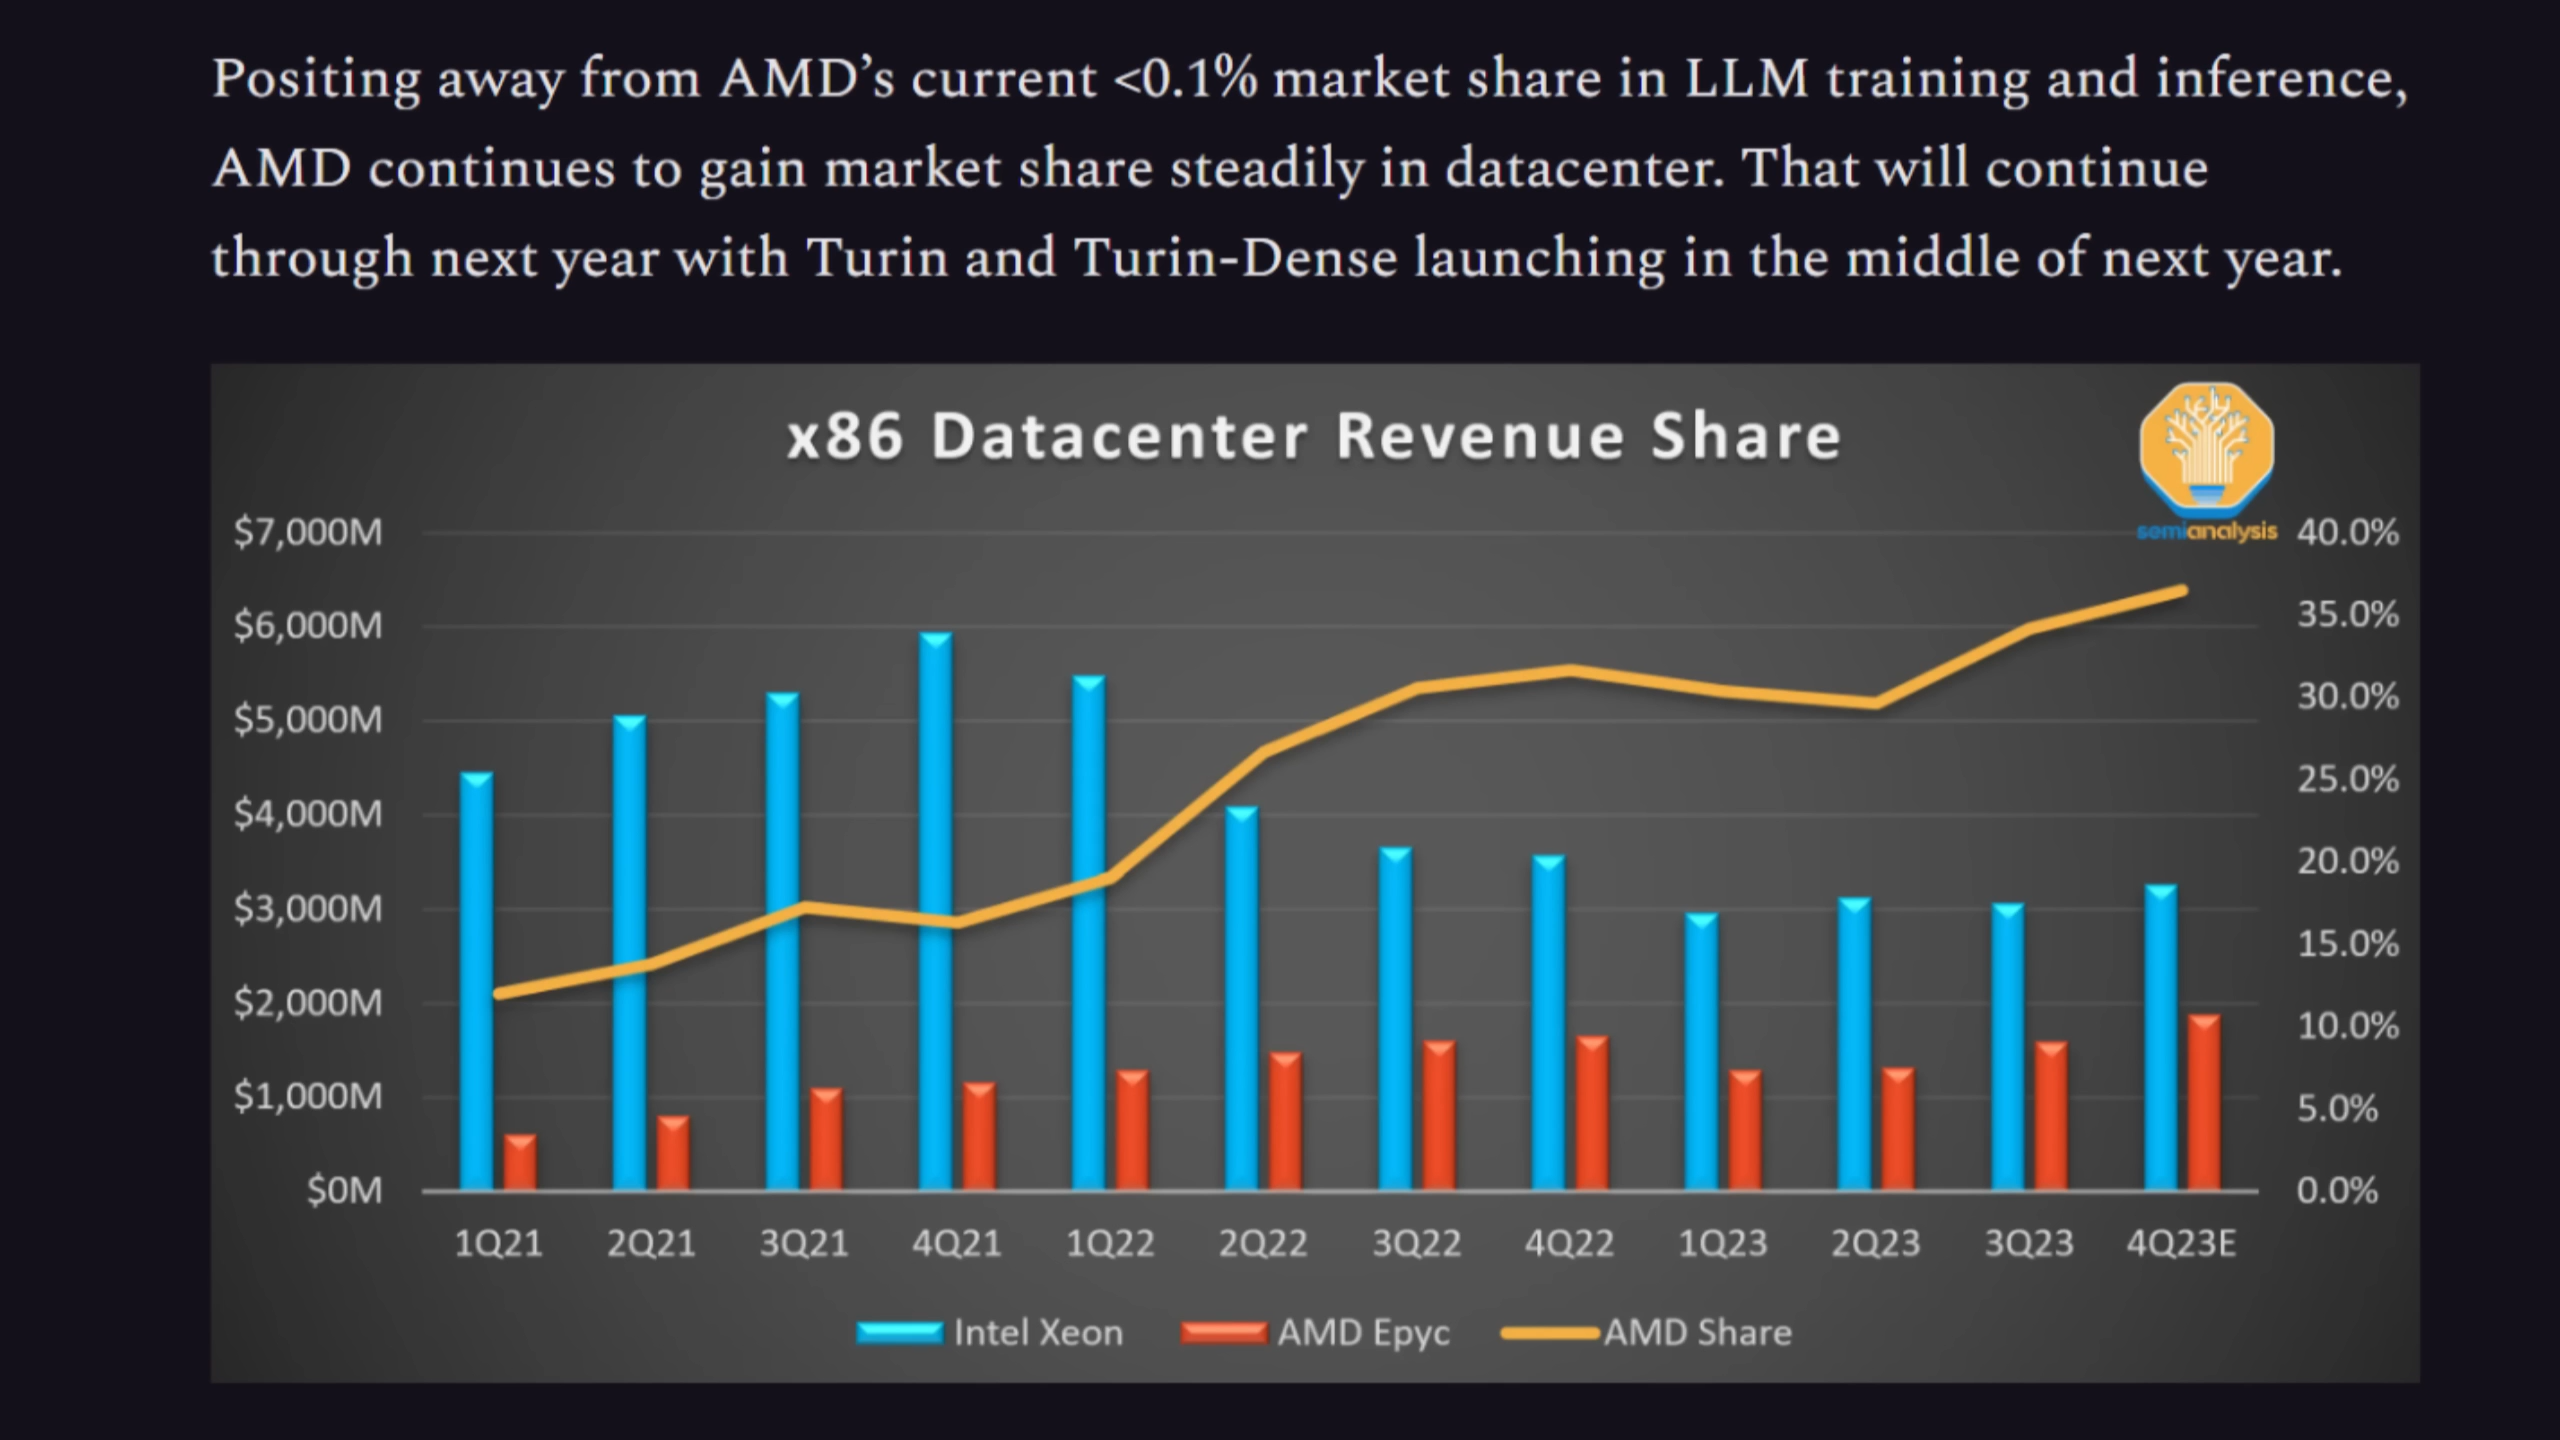 Positing away from AMD’s current <0.1% market share in LLM training and inference,
AMD continues to gain market share steadily in datacenter. That will continue
through next year with Turin and Turin-Dense launching in the middle of next year.
x86 Datacenter Revenue Share
semianalysis
$7,000M
$6,000M
$5,000M
$4,000M
$3,000M
$2,000M
$1,000M
$0M
40.0%
35.0%
30.0%
25.0%
20.0%
15.0%
10.0%
5.0%
0.0%
1Q21 2Q21 3Q21 4Q21 1Q22 2Q22 3Q22 4Q22 1Q23 2Q23 3Q23 4Q23E
Intel Xeon AMD Epyc AMD Share